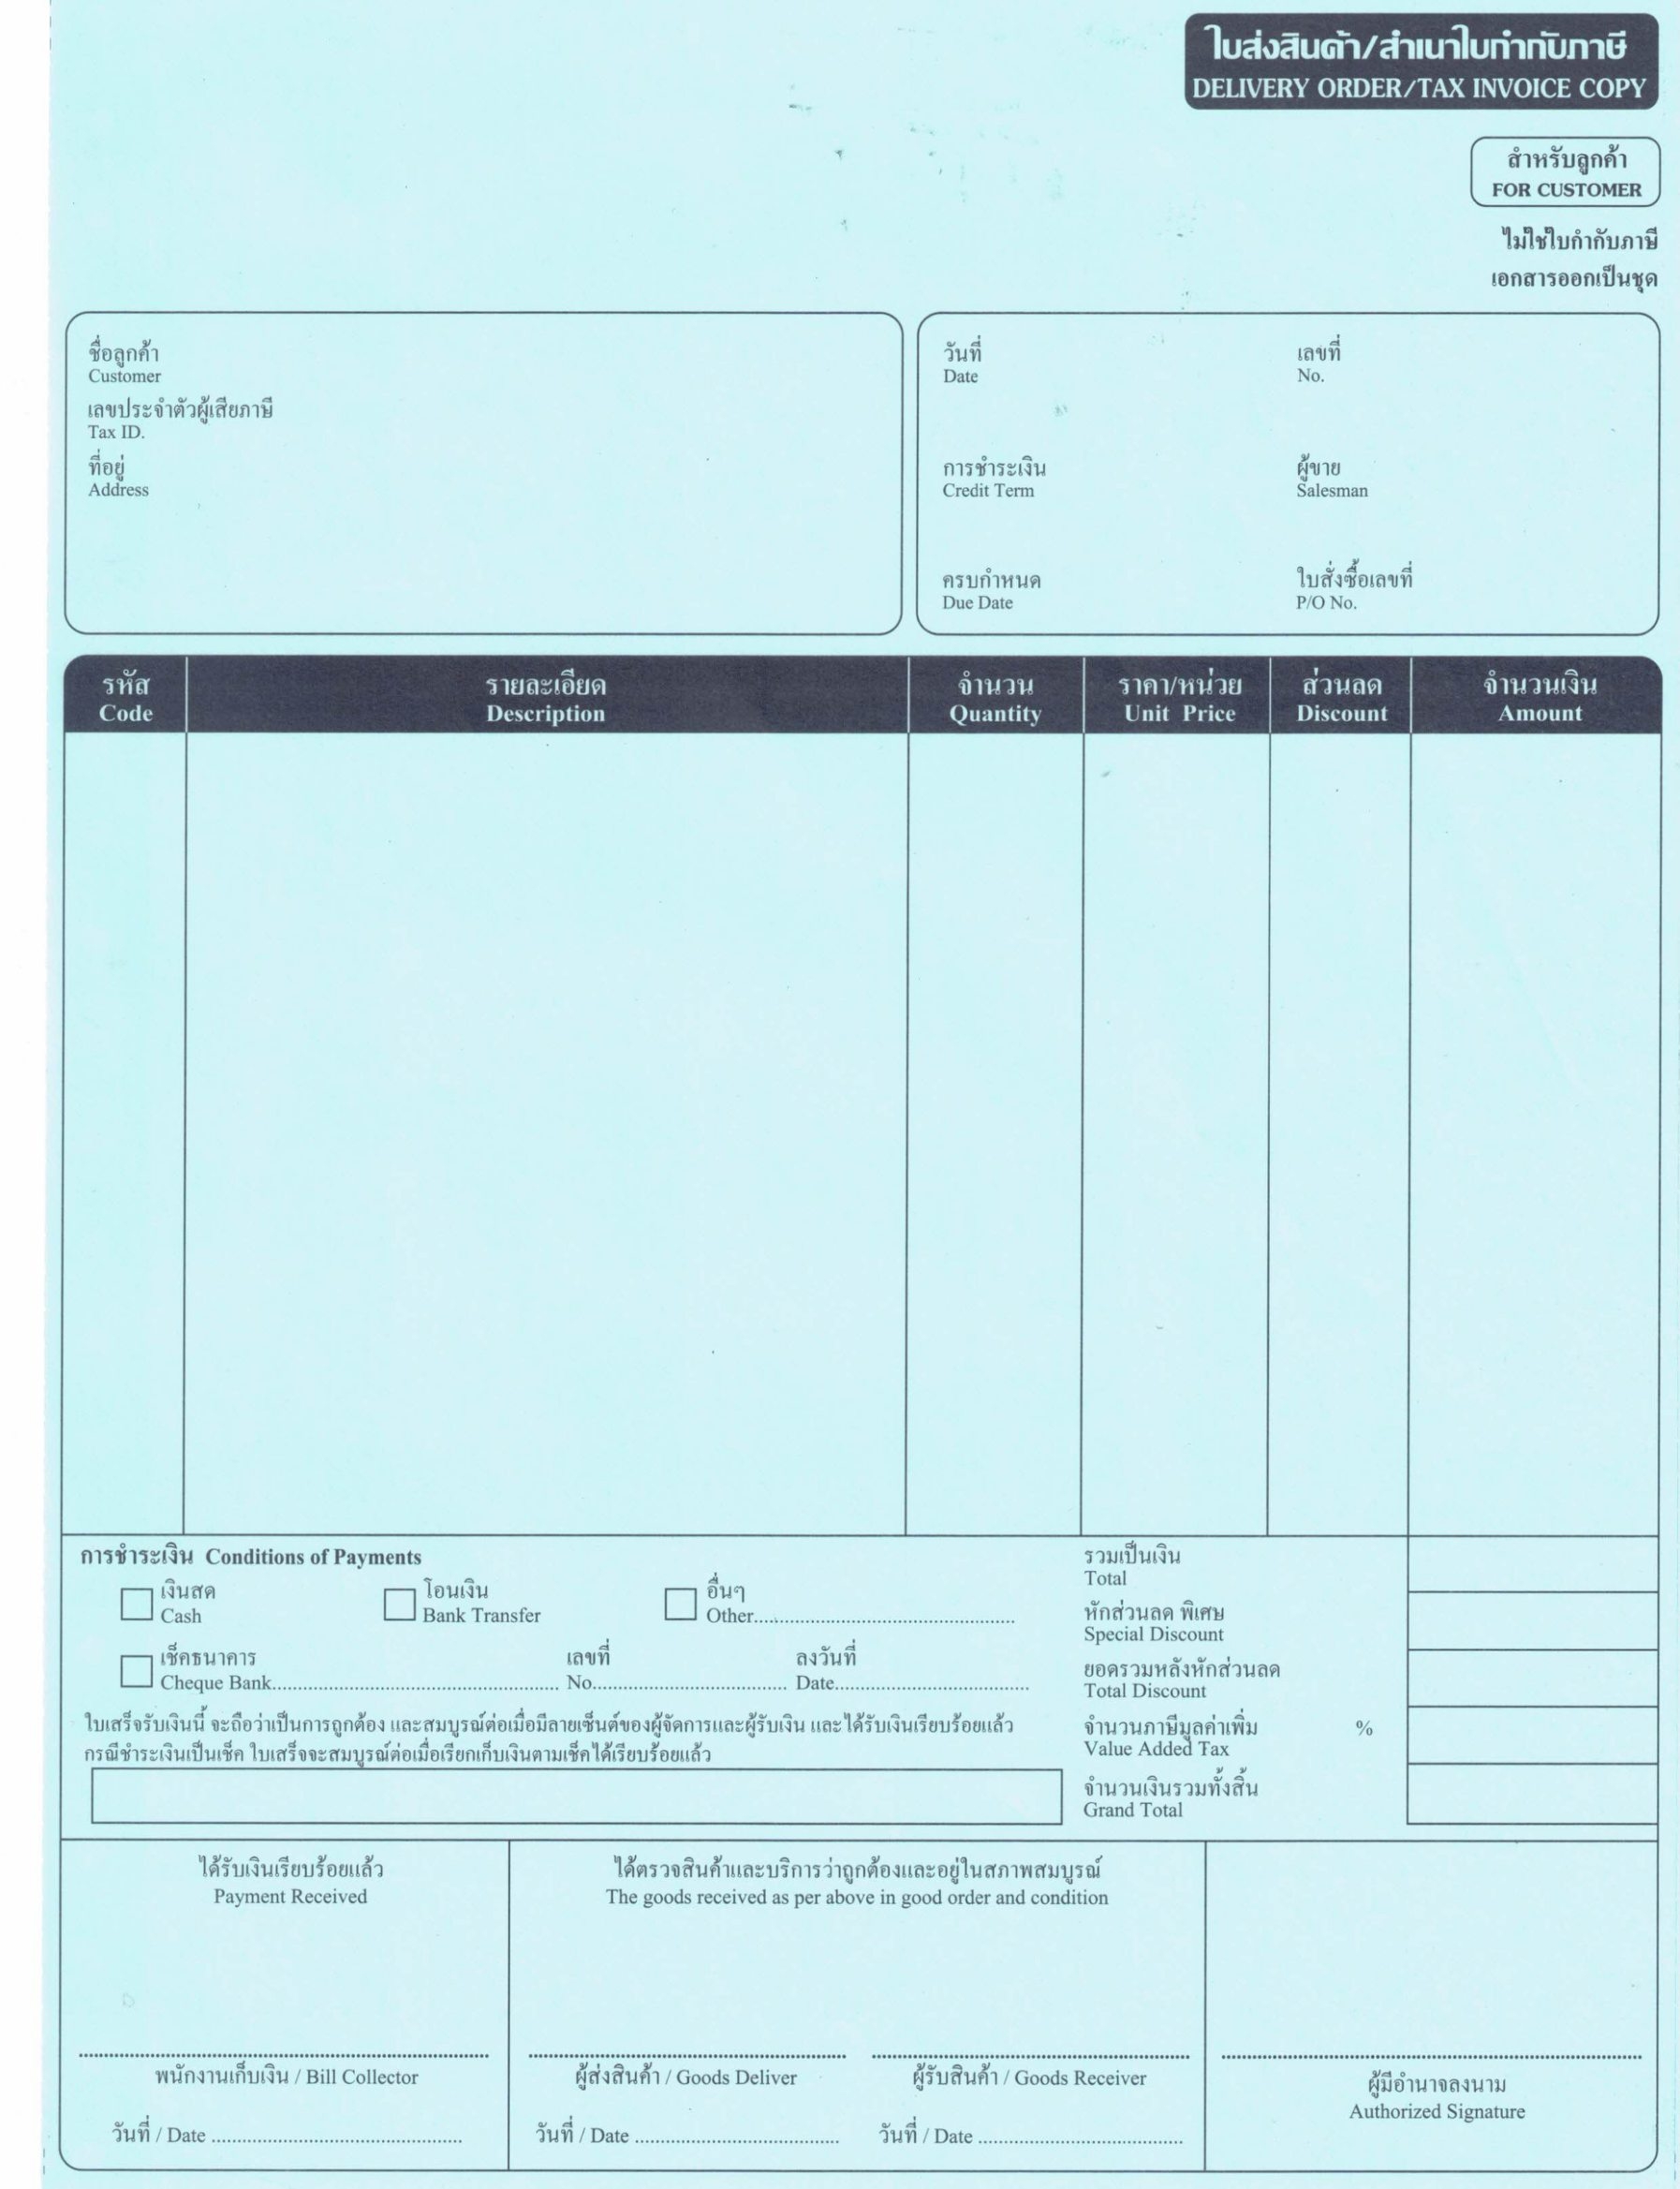 ใบส่งสินค้า/สำเนาใบกำกับภาษี
DELIVERY ORDER/TAX INVOICE COPY
สำหรับลูกค้า
FOR CUSTOMER
ไม่ใช่ใบกำกับภาษี
เอกสารออกเป็นชุด
ชื่อลูกค้า
Customer
เลขประจำตัวผู้เสียภาษี
Tax ID.
ที่อยู่
Address
วันที่ เลขที่
Date No.
การชำระเงิน ผู้ขาย
Credit Term Salesman
ครบกำหนด ใบสั่งซื้อเลขที่
Due Date P/O No.
รหัส รายละเอียด จำนวน ราคา/หน่วย ส่วนลด จำนวนเงิน
Code Description Quantity Unit Price Discount Amount
การชำระเงิน Conditions of Payments
เงินสด โอนเงิน อื่นๆ
Cash Bank Transfer Other
เช็คธนาคาร เลขที่ ลงวันที่
Cheque Bank No. Date
ใบเสร็จรับเงินนี้ จะถือว่าเป็นการถูกต้อง และสมบูรณ์ต่อเมื่อมีลายเซ็นต์ของผู้จัดการและผู้รับเงิน และได้รับเงินเรียบร้อยแล้ว
กรณีชำระเงินเป็นเช็ค ใบเสร็จจะสมบูรณ์ต่อเมื่อเรียกเก็บเงินตามเช็คได้เรียบร้อยแล้ว
รวมเป็นเงิน
Total
หักส่วนลด พิเศษ
Special Discount
ยอดรวมหลังหักส่วนลด
Total Discount
จำนวนภาษีมูลค่าเพิ่ม %
Value Added Tax
จำนวนเงินรวมทั้งสิ้น
Grand Total
ได้รับเงินเรียบร้อยแล้ว
Payment Received
พนักงานเก็บเงิน / Bill Collector
วันที่ / Date
ได้ตรวจสินค้าและบริการว่าถูกต้องและอยู่ในสภาพสมบูรณ์
The goods received as per above in good order and condition
ผู้ส่งสินค้า / Goods Deliver ผู้รับสินค้า / Goods Receiver
วันที่ / Date วันที่ / Date
ผู้มีอำนาจลงนาม
Authorized Signature